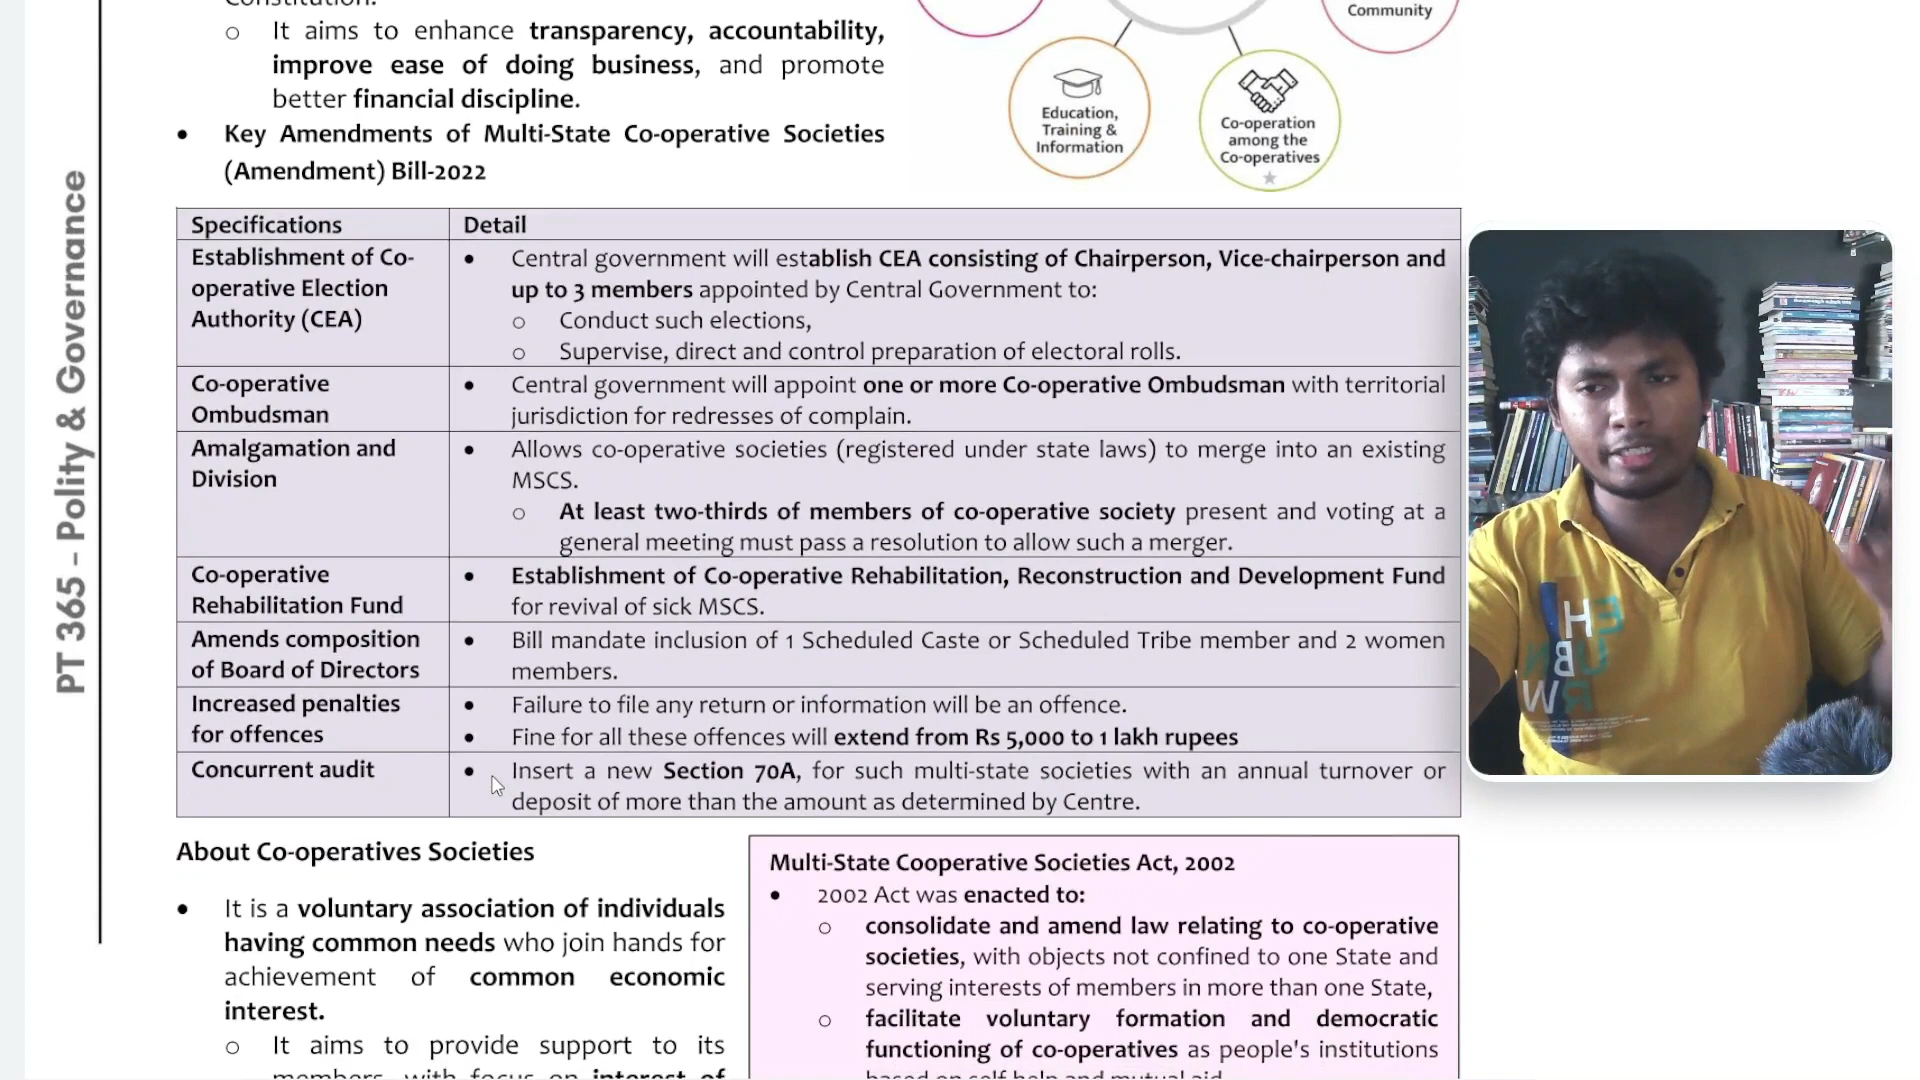 Constitution.
o It aims to enhance transparency, accountability,
improve ease of doing business, and promote
better financial discipline.
• Key Amendments of Multi-State Co-operative Societies
(Amendment) Bill-2022
Community
Education,
Training &
Information
Co-operation
among the
Co-operatives
PT 365 - Polity & Governance
Specifications Detail
Establishment of Co-
operative Election
Authority (CEA)
• Central government will establish CEA consisting of Chairperson, Vice-chairperson and
up to 3 members appointed by Central Government to:
o Conduct such elections,
o Supervise, direct and control preparation of electoral rolls.
Co-operative
Ombudsman
• Central government will appoint one or more Co-operative Ombudsman with territorial
jurisdiction for redresses of complain.
Amalgamation and
Division
• Allows co-operative societies (registered under state laws) to merge into an existing
MSCS.
o At least two-thirds of members of co-operative society present and voting at a
general meeting must pass a resolution to allow such a merger.
Co-operative
Rehabilitation Fund
• Establishment of Co-operative Rehabilitation, Reconstruction and Development Fund
for revival of sick MSCS.
Amends composition
of Board of Directors
• Bill mandate inclusion of 1 Scheduled Caste or Scheduled Tribe member and 2 women
members.
Increased penalties
for offences
• Failure to file any return or information will be an offence.
• Fine for all these offences will extend from Rs 5,000 to 1 lakh rupees
Concurrent audit
• Insert a new Section 70A, for such multi-state societies with an annual turnover or
deposit of more than the amount as determined by Centre.
About Co-operatives Societies
• It is a voluntary association of individuals
having common needs who join hands for
achievement of common economic
interest.
o It aims to provide support to its
members, with focus on interest of
Multi-State Cooperative Societies Act, 2002
• 2002 Act was enacted to:
o consolidate and amend law relating to co-operative
societies, with objects not confined to one State and
serving interests of members in more than one State,
o facilitate voluntary formation and democratic
functioning of co-operatives as people's institutions
based on self help and mutual aid